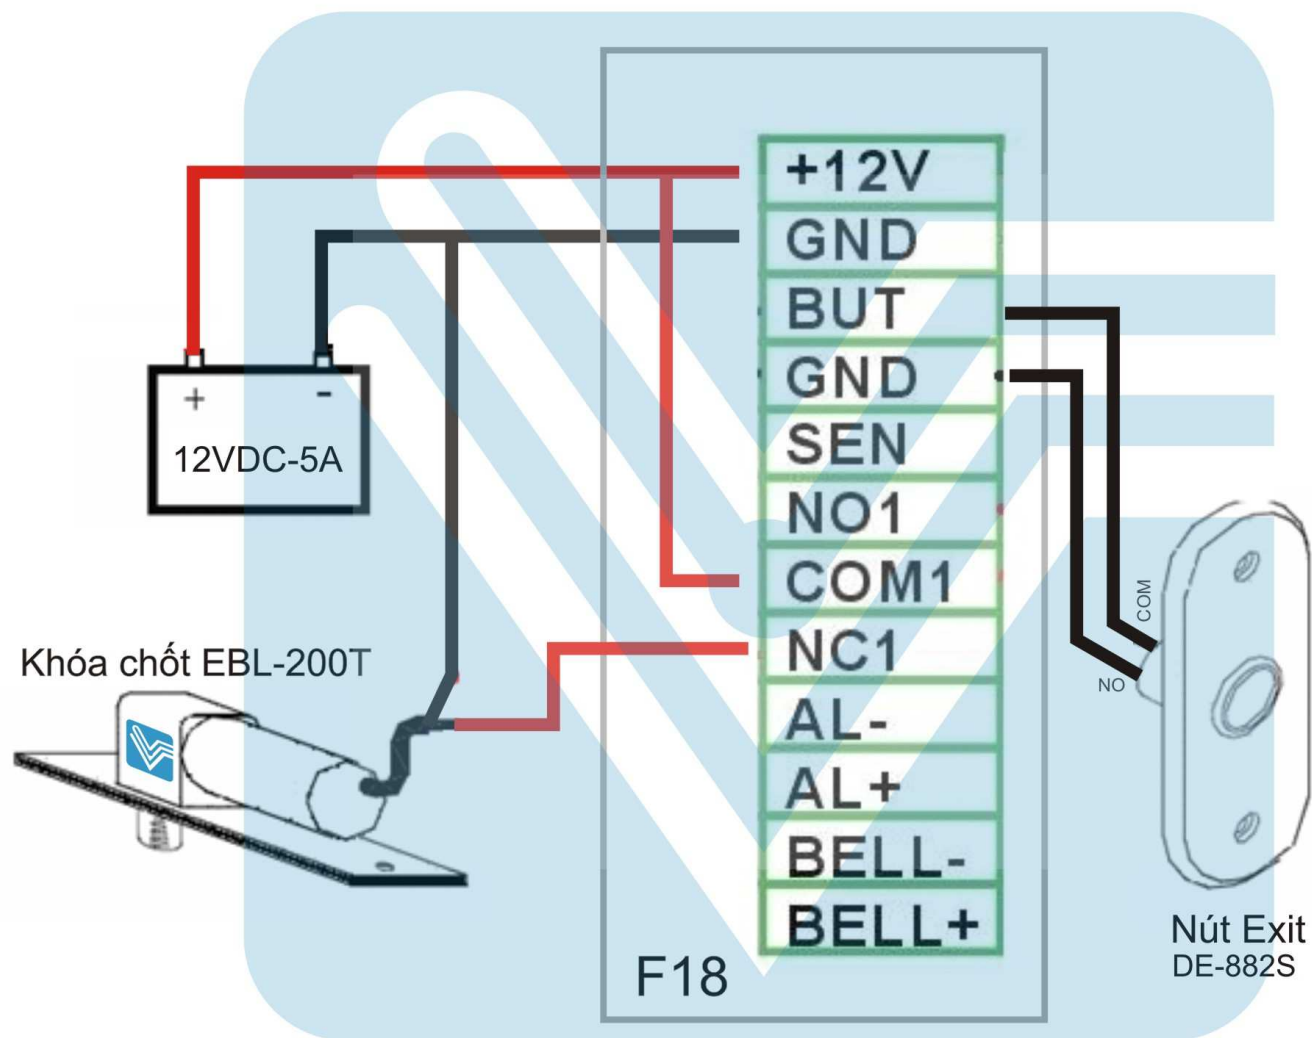 +12V
GND
BUT
GND
SEN
NO1
COM1
NC1
AL-
AL+
BELL-
BELL+
F18
+ -
12VDC-5A
Khóa chốt EBL-200T
COM
NO
Nút Exit
DE-882S